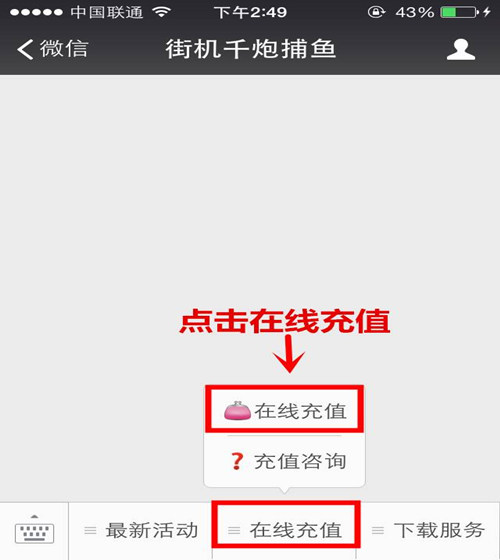 中国联通 下午2:49 43%
微信 街机千炮捕鱼
点击在线充值
在线充值
? 充值咨询
最新活动 在线充值 下载服务